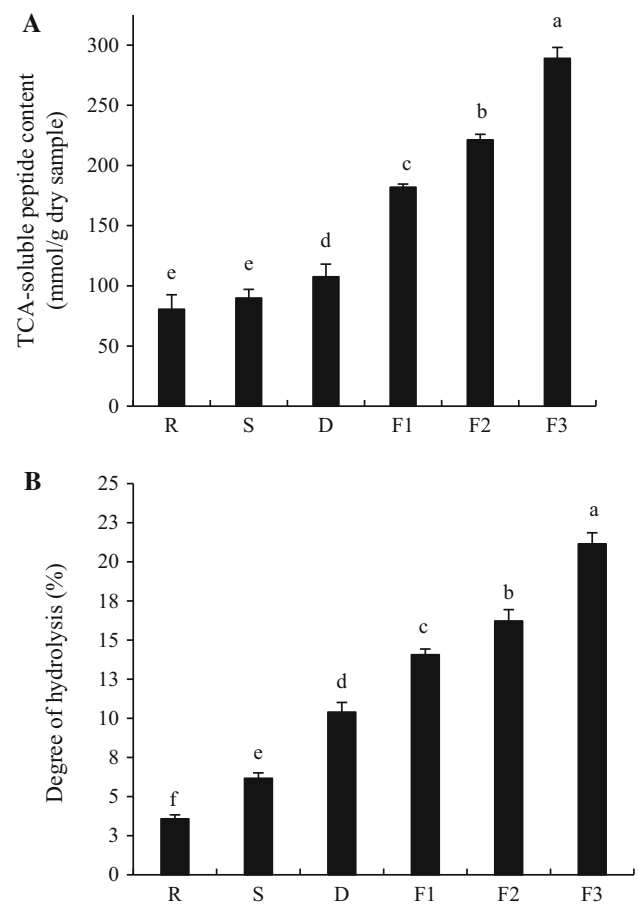 A
TCA-soluble peptide content
(mmol/g dry sample)
300
250
200
150
100
50
0
e
e
d
c
b
a
R S D F1 F2 F3
B
Degree of hydrolysis (%)
25
23
20
18
15
13
10
8
5
3
0
f
e
d
c
b
a
R S D F1 F2 F3